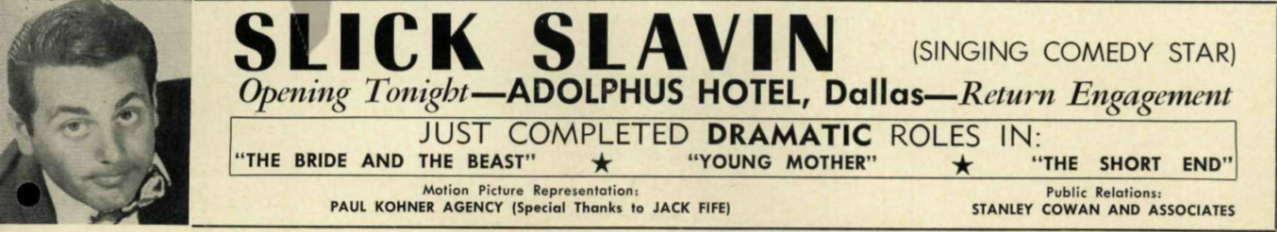 SLICK SLAVIN (SINGING COMEDY STAR)
Opening Tonight—ADOLPHUS HOTEL, Dallas—Return Engagement
JUST COMPLETED DRAMATIC ROLES IN:
"THE BRIDE AND THE BEAST" ★ "YOUNG MOTHER" ★ "THE SHORT END"
Motion Picture Representation:
PAUL KOHNER AGENCY (Special Thanks to JACK FIFE)
Public Relations:
STANLEY COWAN AND ASSOCIATES